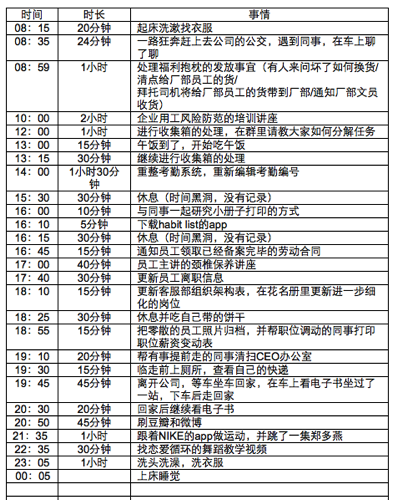 时间 时长 事情
08：15 20分钟 起床洗漱找衣服
08：35 24分钟 一路狂奔赶上去公司的公交，遇到同事，在车上聊
了聊
08：59 1小时 处理福利抱枕的发放事宜（有人来问坏了如何换货/
清点给厂部员工的货/
拜托司机将给厂部员工的货带到厂部/通知厂部文员
收货）
10：00 2小时 企业用工风险防范的培训讲座
12：00 1小时 进行收集箱的处理，在群里请教大家如何分解任务
13：00 15分钟 午饭到了，开始吃午饭
13：15 30分钟 继续进行收集箱的处理
14：00 1小时30分 重整考勤系统，重新编辑考勤编号
钟
15：30 30分钟 休息（时间黑洞，没有记录）
16：00 10分钟 与同事一起研究小册子打印的方式
16：10 5分钟 下载habit list的app
16：15 30分钟 休息（时间黑洞，没有记录）
16：45 15分钟 通知员工领取已经备案完毕的劳动合同
17：00 40分钟 员工主讲的颈椎保养讲座
17：40 30分钟 更新员工离职信息
18：10 15分钟 更新客服部组织架构表，在花名册里更新进一步细
化的岗位
18：25 30分钟 休息并吃自己带的饼干
18：55 15分钟 把零散的员工照片归档，并帮职位调动的同事打印
职位薪资变动表
19：10 20分钟 帮有事提前走的同事清扫CEO办公室
19：30 15分钟 临走前上厕所，查看自己的快递
19：45 45分钟 离开公司，等车坐车回家，在车上看电子书坐过了
一站，下车后走回家
20：30 20分钟 回家后继续看电子书
20：50 45分钟 刷豆瓣和微博
21：35 1小时 跟着NIKE的app做运动，并跳了一集郑多燕
22：35 30分钟 找恋爱循环的舞蹈教学视频
23：05 1小时 洗头洗澡，洗衣服
00：05 上床睡觉